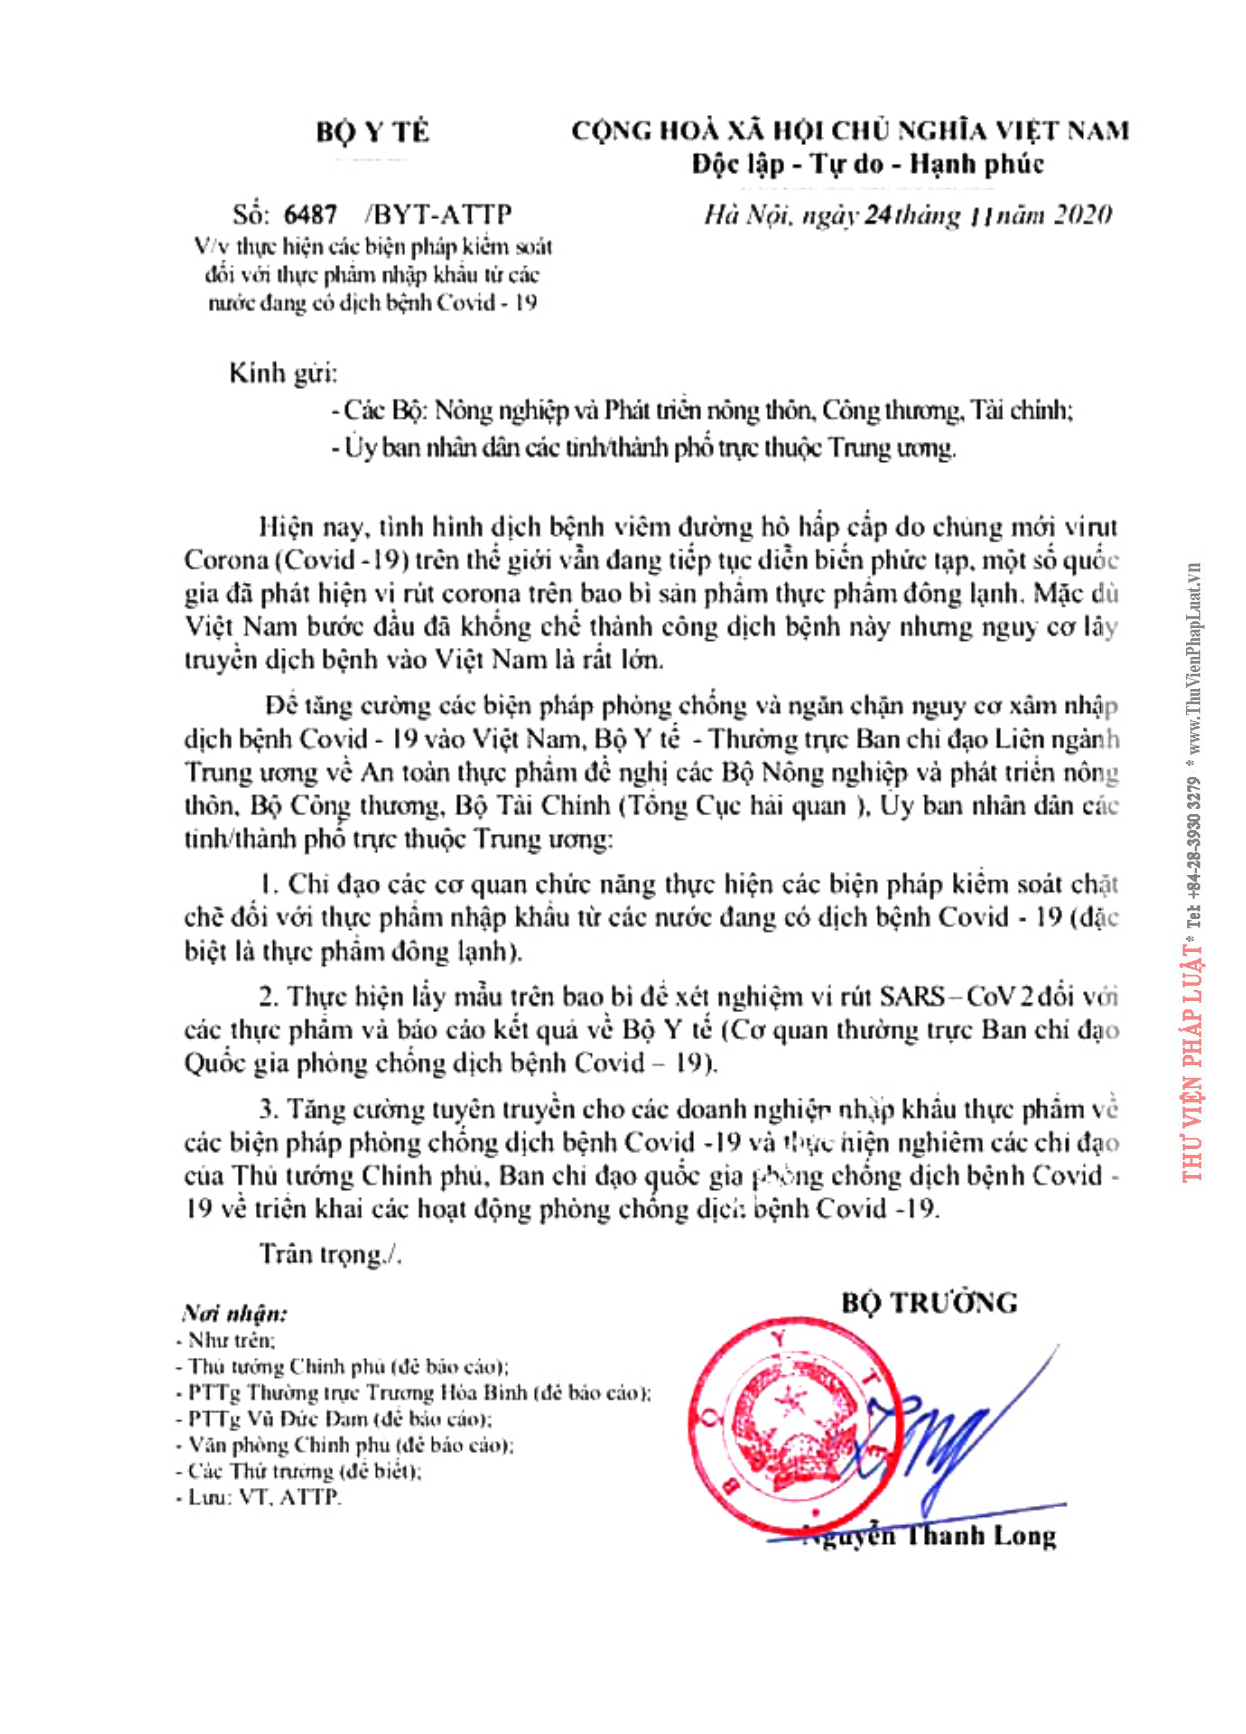 BỘ Y TẾ
CỘNG HOÀ XÃ HỘI CHỦ NGHĨA VIỆT NAM
Độc lập - Tự do - Hạnh phúc
Số: 6487 /BYT-ATTP
Hà Nội, ngày 24 tháng 11 năm 2020
V/v thực hiện các biện pháp kiểm soát
đối với thực phẩm nhập khẩu từ các
nước đang có dịch bệnh Covid - 19
Kính gửi:
- Các Bộ: Nông nghiệp và Phát triển nông thôn, Công thương, Tài chính;
- Ủy ban nhân dân các tỉnh/thành phố trực thuộc Trung ương.
Hiện nay, tình hình dịch bệnh viêm đường hô hấp cấp do chủng mới virut
Corona (Covid -19) trên thế giới vẫn đang tiếp tục diễn biến phức tạp, một số quốc
gia đã phát hiện vi rút corona trên bao bì sản phẩm thực phẩm đông lạnh. Mặc dù
Việt Nam bước đầu đã khống chế thành công dịch bệnh này nhưng nguy cơ lây
truyền dịch bệnh vào Việt Nam là rất lớn.
Để tăng cường các biện pháp phòng chống và ngăn chặn nguy cơ xâm nhập
dịch bệnh Covid - 19 vào Việt Nam, Bộ Y tế - Thường trực Ban chỉ đạo Liên ngành
Trung ương về An toàn thực phẩm đề nghị các Bộ Nông nghiệp và phát triển nông
thôn, Bộ Công thương, Bộ Tài Chính (Tổng Cục hải quan ), Ủy ban nhân dân các
tỉnh/thành phố trực thuộc Trung ương:
1. Chỉ đạo các cơ quan chức năng thực hiện các biện pháp kiểm soát chặt
chẽ đối với thực phẩm nhập khẩu từ các nước đang có dịch bệnh Covid - 19 (đặc
biệt là thực phẩm đông lạnh).
2. Thực hiện lấy mẫu trên bao bì để xét nghiệm vi rút SARS–CoV 2 đối với
các thực phẩm và báo cáo kết quả về Bộ Y tế (Cơ quan thường trực Ban chỉ đạo
Quốc gia phòng chống dịch bệnh Covid – 19).
3. Tăng cường tuyên truyền cho các doanh nghiệp nhập khẩu thực phẩm về
các biện pháp phòng chống dịch bệnh Covid -19 và thực hiện nghiêm các chỉ đạo
của Thủ tướng Chính phủ, Ban chỉ đạo quốc gia phòng chống dịch bệnh Covid -
19 về triển khai các hoạt động phòng chống dịch bệnh Covid -19.
Trân trọng./.
BỘ TRƯỞNG
Nơi nhận:
- Như trên;
- Thủ tướng Chính phủ (để báo cáo);
- PTTg Thường trực Trương Hòa Bình (để báo cáo);
- PTTg Vũ Đức Đam (để báo cáo);
- Văn phòng Chính phủ (để báo cáo);
- Các Thứ trưởng (để biết);
- Lưu: VT, ATTP.
BỘ Y TẾ
Nguyễn Thanh Long
THƯ VIỆN PHÁP LUẬT * Tel: +84-28-3930 3279 * www.ThuVienPhapLuat.vn